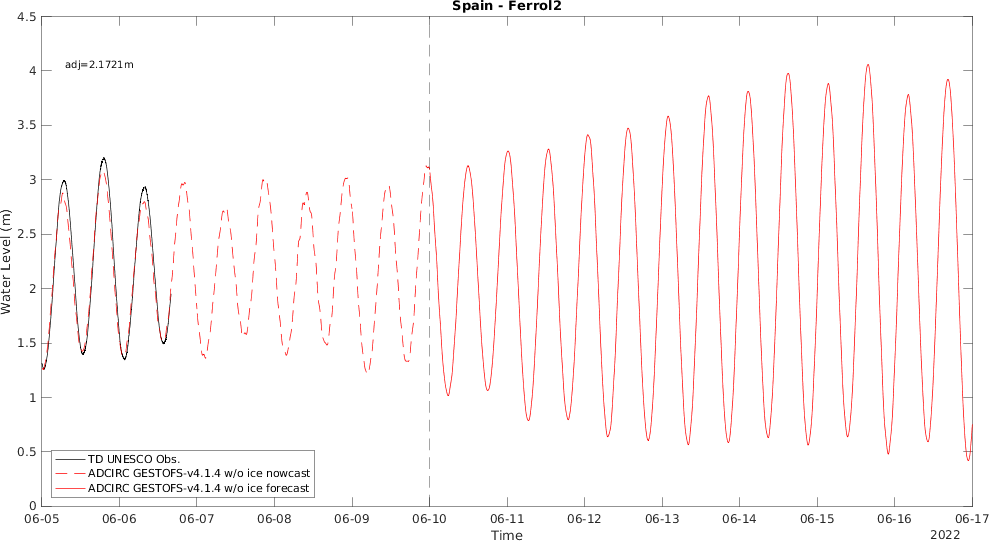 Spain - Ferrol2
adj=2.1721m
4.5
4
3.5
3
2.5
2
1.5
1
0.5
0
Water Level (m)
TD UNESCO Obs.
ADCIRC GESTOFS-v4.1.4 w/o ice nowcast
ADCIRC GESTOFS-v4.1.4 w/o ice forecast
06-05 06-06 06-07 06-08 06-09 06-10 06-11 06-12 06-13 06-14 06-15 06-16 06-17
Time
2022